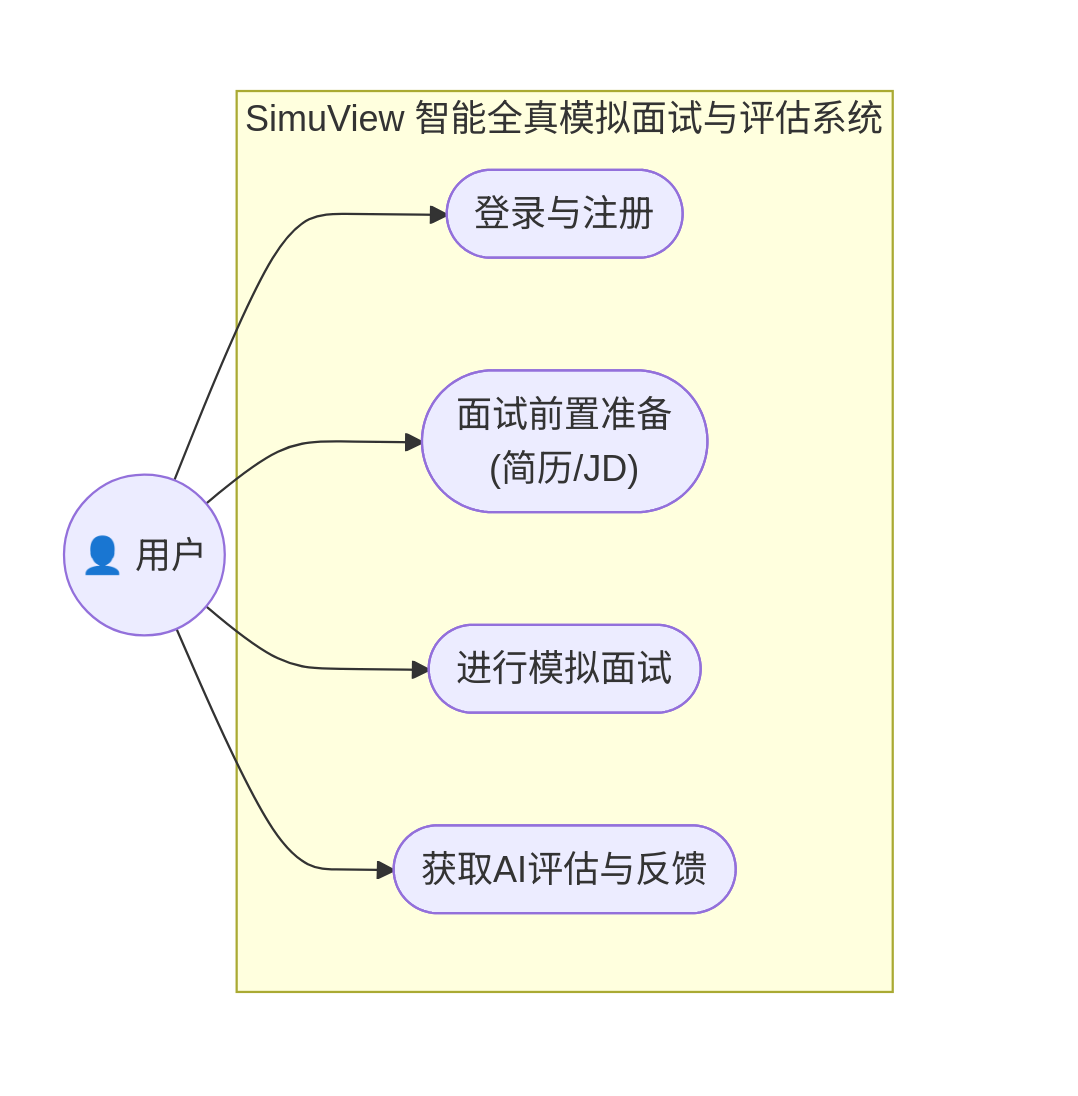 SimuView 智能全真模拟面试与评估系统
登录与注册
面试前置准备
(简历/JD)
👤 用户
进行模拟面试
获取AI评估与反馈